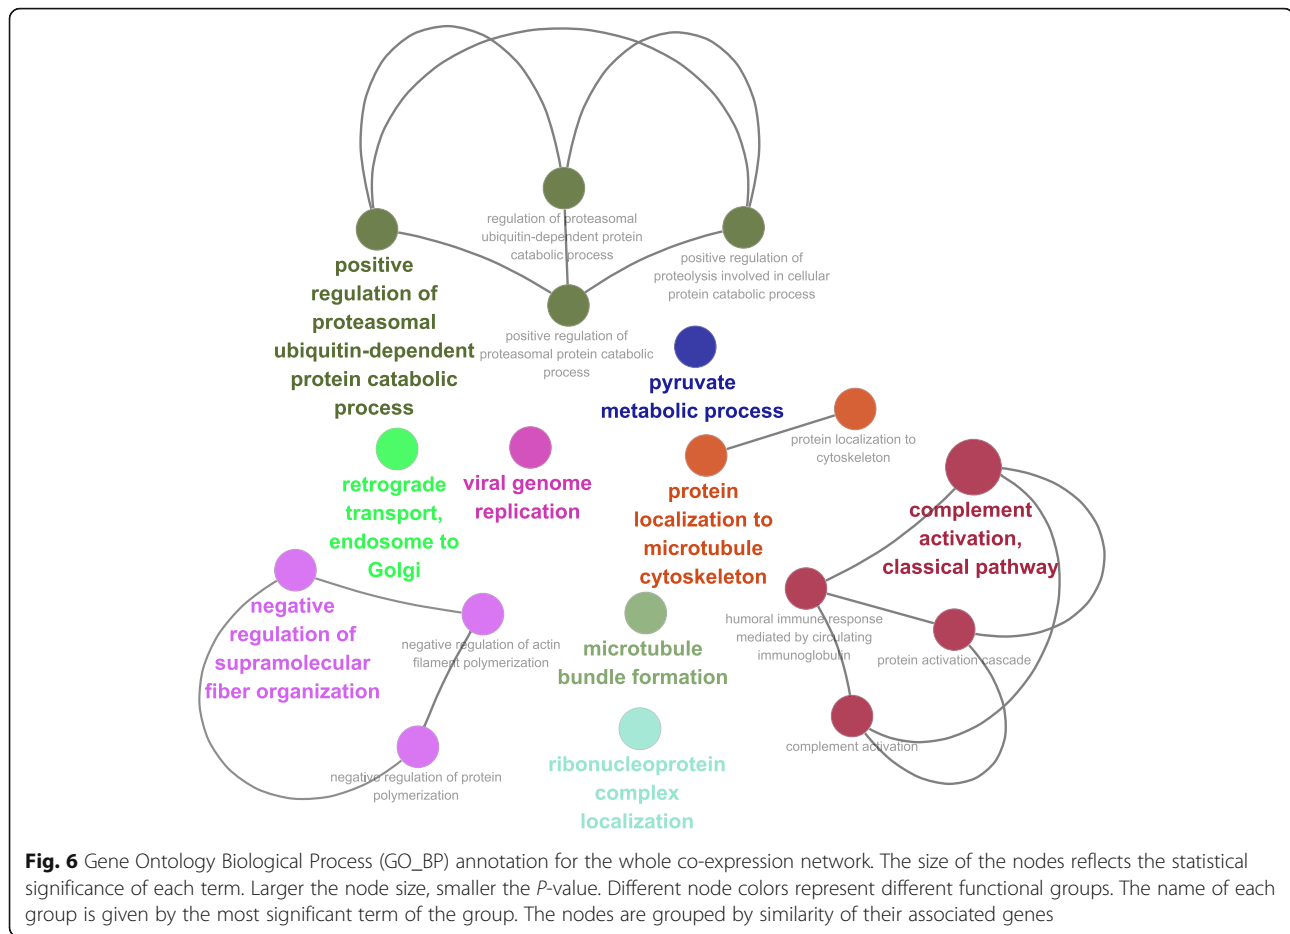 regulation of proteasomal
ubiquitin-dependent protein
catabolic process
positive regulation of
proteolysis involved in cellular
protein catabolic process
positive
regulation of
proteasomal
ubiquitin-dependent
protein catabolic
process
positive regulation of
proteasomal protein catabolic
process
pyruvate
metabolic process
protein localization to
cytoskeleton
retrograde
transport,
endosome to
Golgi
viral genome
replication
protein
localization to
microtubule
cytoskeleton
complement
activation,
classical pathway
negative
regulation of
supramolecular
fiber organization
negative regulation of actin
filament polymerization
microtubule
bundle formation
humoral immune response
mediated by circulating
immunoglobulin
protein activation cascade
complement activation
negative regulation of protein
polymerization
ribonucleoprotein
complex
localization
Fig. 6 Gene Ontology Biological Process (GO_BP) annotation for the whole co-expression network. The size of the nodes reflects the statistical
significance of each term. Larger the node size, smaller the P-value. Different node colors represent different functional groups. The name of each
group is given by the most significant term of the group. The nodes are grouped by similarity of their associated genes